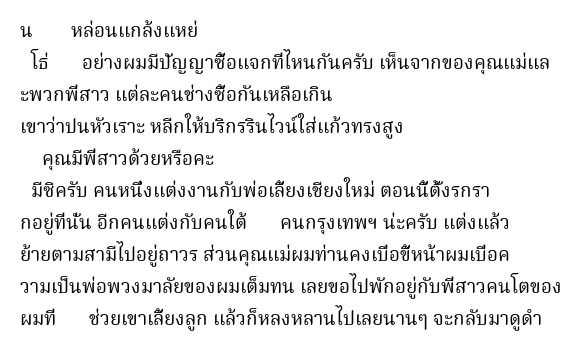 น หล่อนแกล้งแหย่
โธ่ อย่างผมมีปัญญาซื้อแจกที่ไหนกันครับ เห็นจากของคุณแม่แล
ะพวกพี่สาว แต่ละคนช่างซื้อกันเหลือเกิน
เขาว่าปนหัวเราะ หลีกให้บริกรรินไวน์ใส่แก้วทรงสูง
คุณมีพี่สาวด้วยหรือคะ
มีซิครับ คนหนึ่งแต่งงานกับพ่อเลี้ยงเชียงใหม่ ตอนนี้ตั้งรกรา
กอยู่ที่นั่น อีกคนแต่งกับคนใต้ คนกรุงเทพฯ น่ะครับ แต่งแล้ว
ย้ายตามสามีไปอยู่ถาวร ส่วนคุณแม่ผมท่านคงเบื่อขี้หน้าผมเบื่อค
วามเป็นพ่อพวงมาลัยของผมเต็มทน เลยขอไปพักอยู่กับพี่สาวคนโตของ
ผมที่ ช่วยเขาเลี้ยงลูก แล้วก็หลงหลานไปเลยนานๆ จะกลับมาดูดำ